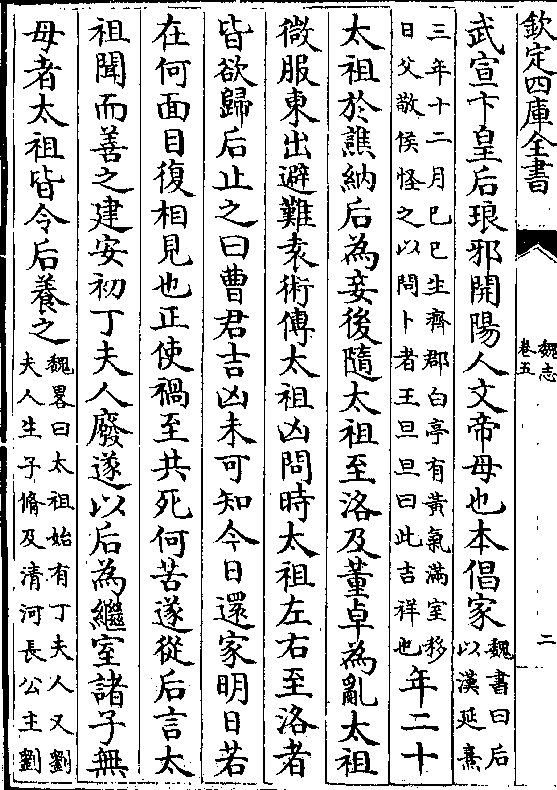 欽定四庫全書
魏志
卷五
二
武宣卞皇后琅邪開陽人文帝母也本倡家
魏書曰后
以漢延熹
三年十二月己巳生齊郡白亭有黃氣滿室移
日父敬侯怪之以問卜者王旦旦曰此吉祥也
年二十
太祖於譙納后為妾後隨太祖至洛及董卓為亂太祖
微服東出避難袁術傳太祖凶問時太祖左右至洛者
皆欲歸后止之曰曹君吉凶未可知今日還家明日若
在何面目復相見也正使禍至共死何苦遂從后言太
祖聞而善之建安初丁夫人廢遂以后為繼室諸子無
母者太祖皆令后養之
魏畧曰太祖始有丁夫人又劉
夫人生子脩及清河長公主劉